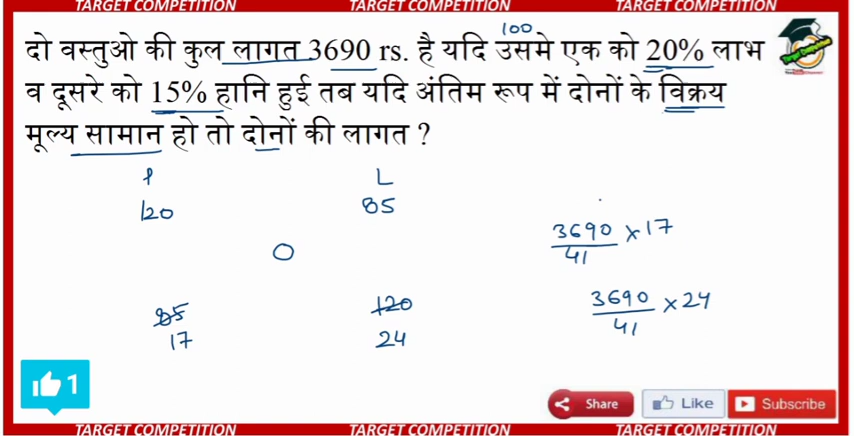 TARGET COMPETITION TARGET COMPETITION TARGET COMPETITION
100
दो वस्तुओ की कुल लागत 3690 rs. है यदि उसमे एक को 20% लाभ
व दूसरे को 15% हानि हुई तब यदि अंतिम रूप में दोनों के विक्रय
मूल्य सामान हो तो दोनों की लागत ?
P L
120 85
3690/41 × 17
0
85 120
3690/41 × 24
17 24
1
Share Like Subscribe
TARGET COMPETITION TARGET COMPETITION TARGET COMPETITION